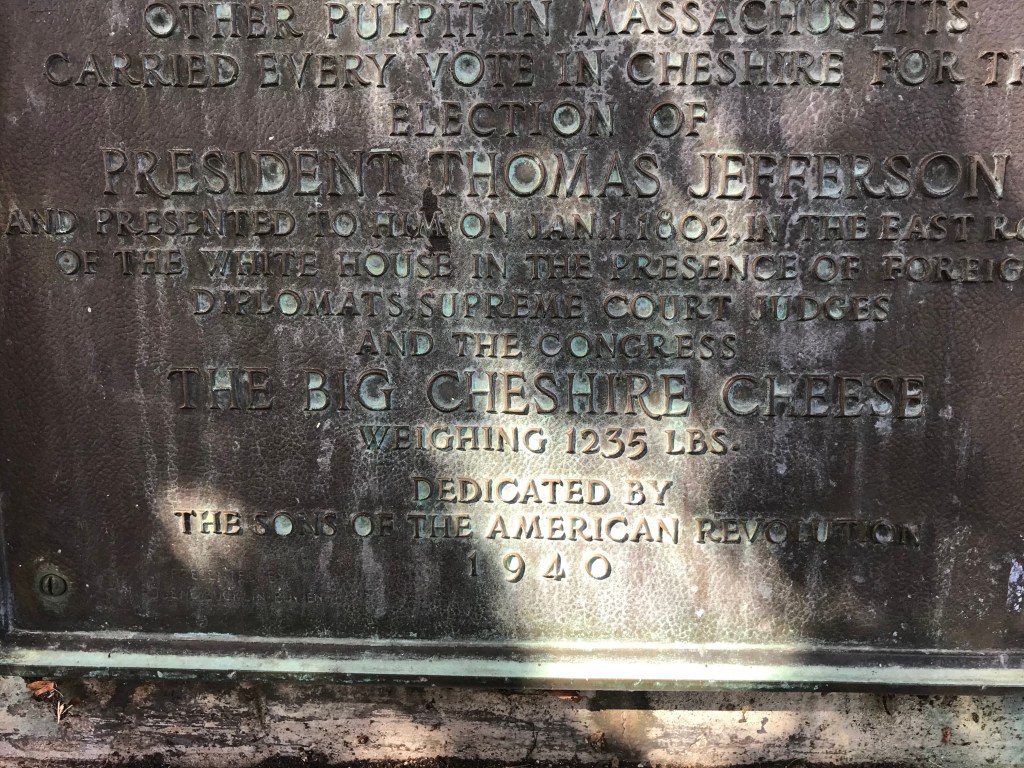 OTHER PULPIT IN MASSACHUSETTS
CARRIED EVERY VOTE IN CHESHIRE FOR TH
ELECTION OF
PRESIDENT THOMAS JEFFERSON
AND PRESENTED TO HIM ON JAN. 1, 1802, IN THE EAST RO
OF THE WHITE HOUSE IN THE PRESENCE OF FOREIG
DIPLOMATS, SUPREME COURT JUDGES
AND THE CONGRESS
THE BIG CHESHIRE CHEESE
WEIGHING 1235 LBS.
DEDICATED BY
THE SONS OF THE AMERICAN REVOLUTION
1940